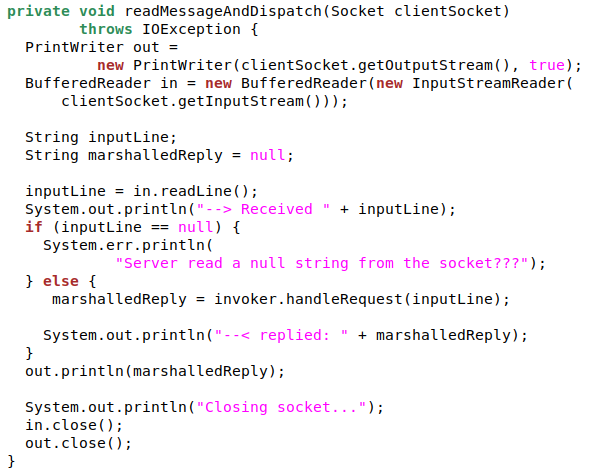 private void readMessageAndDispatch(Socket clientSocket)
        throws IOException {
  PrintWriter out =
          new PrintWriter(clientSocket.getOutputStream(), true);
  BufferedReader in = new BufferedReader(new InputStreamReader(
      clientSocket.getInputStream()));

  String inputLine;
  String marshalledReply = null;

  inputLine = in.readLine();
  System.out.println("--> Received " + inputLine);
  if (inputLine == null) {
    System.err.println(
            "Server read a null string from the socket???");
  } else {
     marshalledReply = invoker.handleRequest(inputLine);

    System.out.println("--< replied: " + marshalledReply);
  }
  out.println(marshalledReply);

  System.out.println("Closing socket...");
  in.close();
  out.close();
}